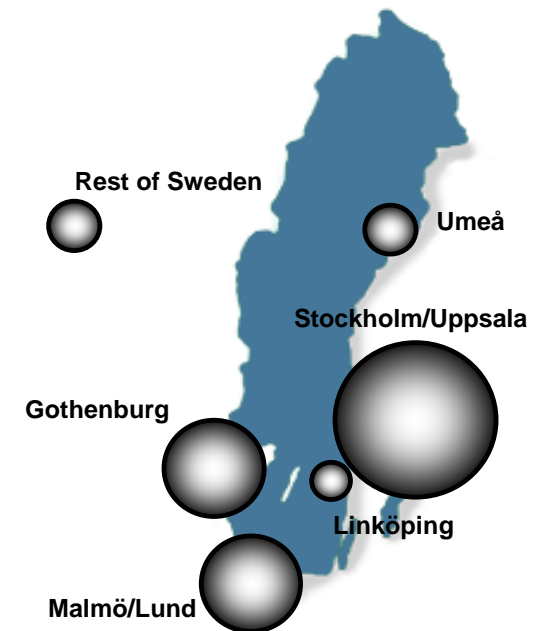 Rest of Sweden
Umeå
Stockholm/Uppsala
Gothenburg
Linköping
Malmö/Lund